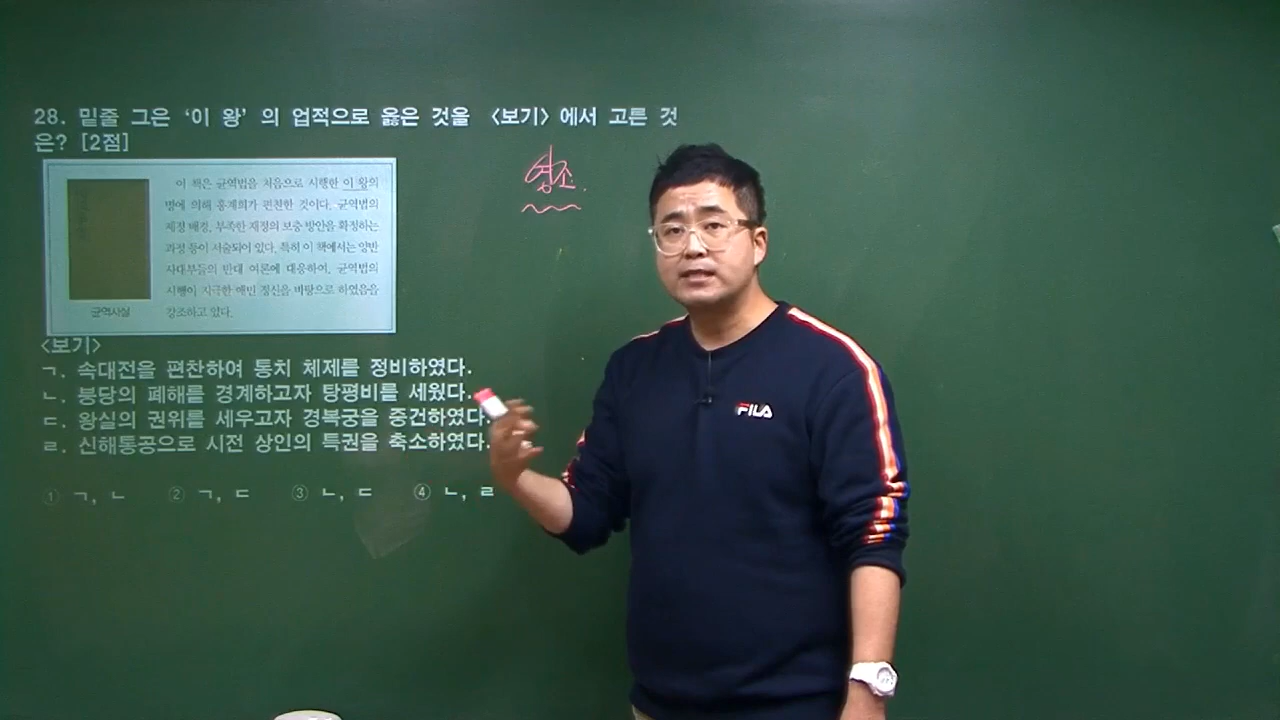 28. 밑줄 그은 ‘이 왕’ 의 업적으로 옳은 것을 <보기> 에서 고른 것
은? [2점]
영조.
이 책은 균역법을 처음으로 시행한 이 왕의
명에 의해 홍계희가 편찬한 것이다. 균역법의
제정 배경, 부족한 재정의 보충 방안을 확정하는
과정 등이 서술되어 있다. 특히 이 책에서는 양반
사대부들의 반대 여론에 대응하여, 균역법의
시행이 지극한 애민 정신을 바탕으로 하였음을
강조하고 있다.
균역사실
<보기>
ㄱ. 속대전을 편찬하여 통치 체제를 정비하였다.
ㄴ. 붕당의 폐해를 경계하고자 탕평비를 세웠다.
ㄷ. 왕실의 권위를 세우고자 경복궁을 중건하였다.
ㄹ. 신해통공으로 시전 상인의 특권을 축소하였다.
① ㄱ, ㄴ ② ㄱ, ㄷ ③ ㄴ, ㄷ ④ ㄴ, ㄹ
FILA